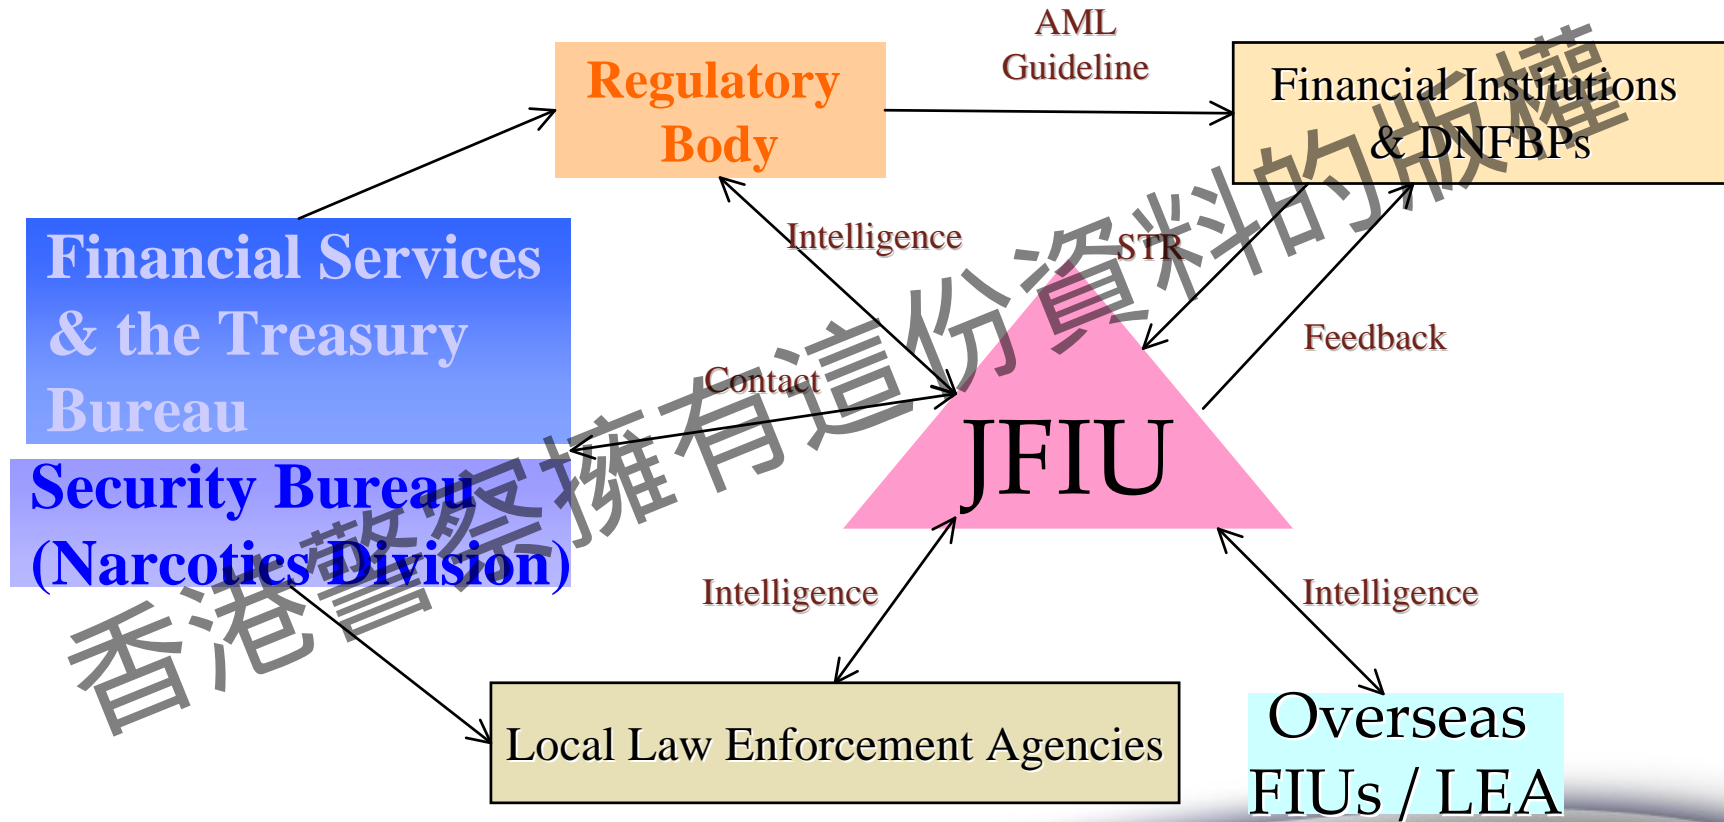 AML
Guideline
Regulatory
Body
Financial Institutions
& DNFBPs
Intelligence
STR
Financial Services
& the Treasury
Bureau
Feedback
Contact
JFIU
Security Bureau
(Narcotics Division)
Intelligence
Intelligence
Local Law Enforcement Agencies
Overseas
FIUs / LEA
香港警察擁有這份資料的版權